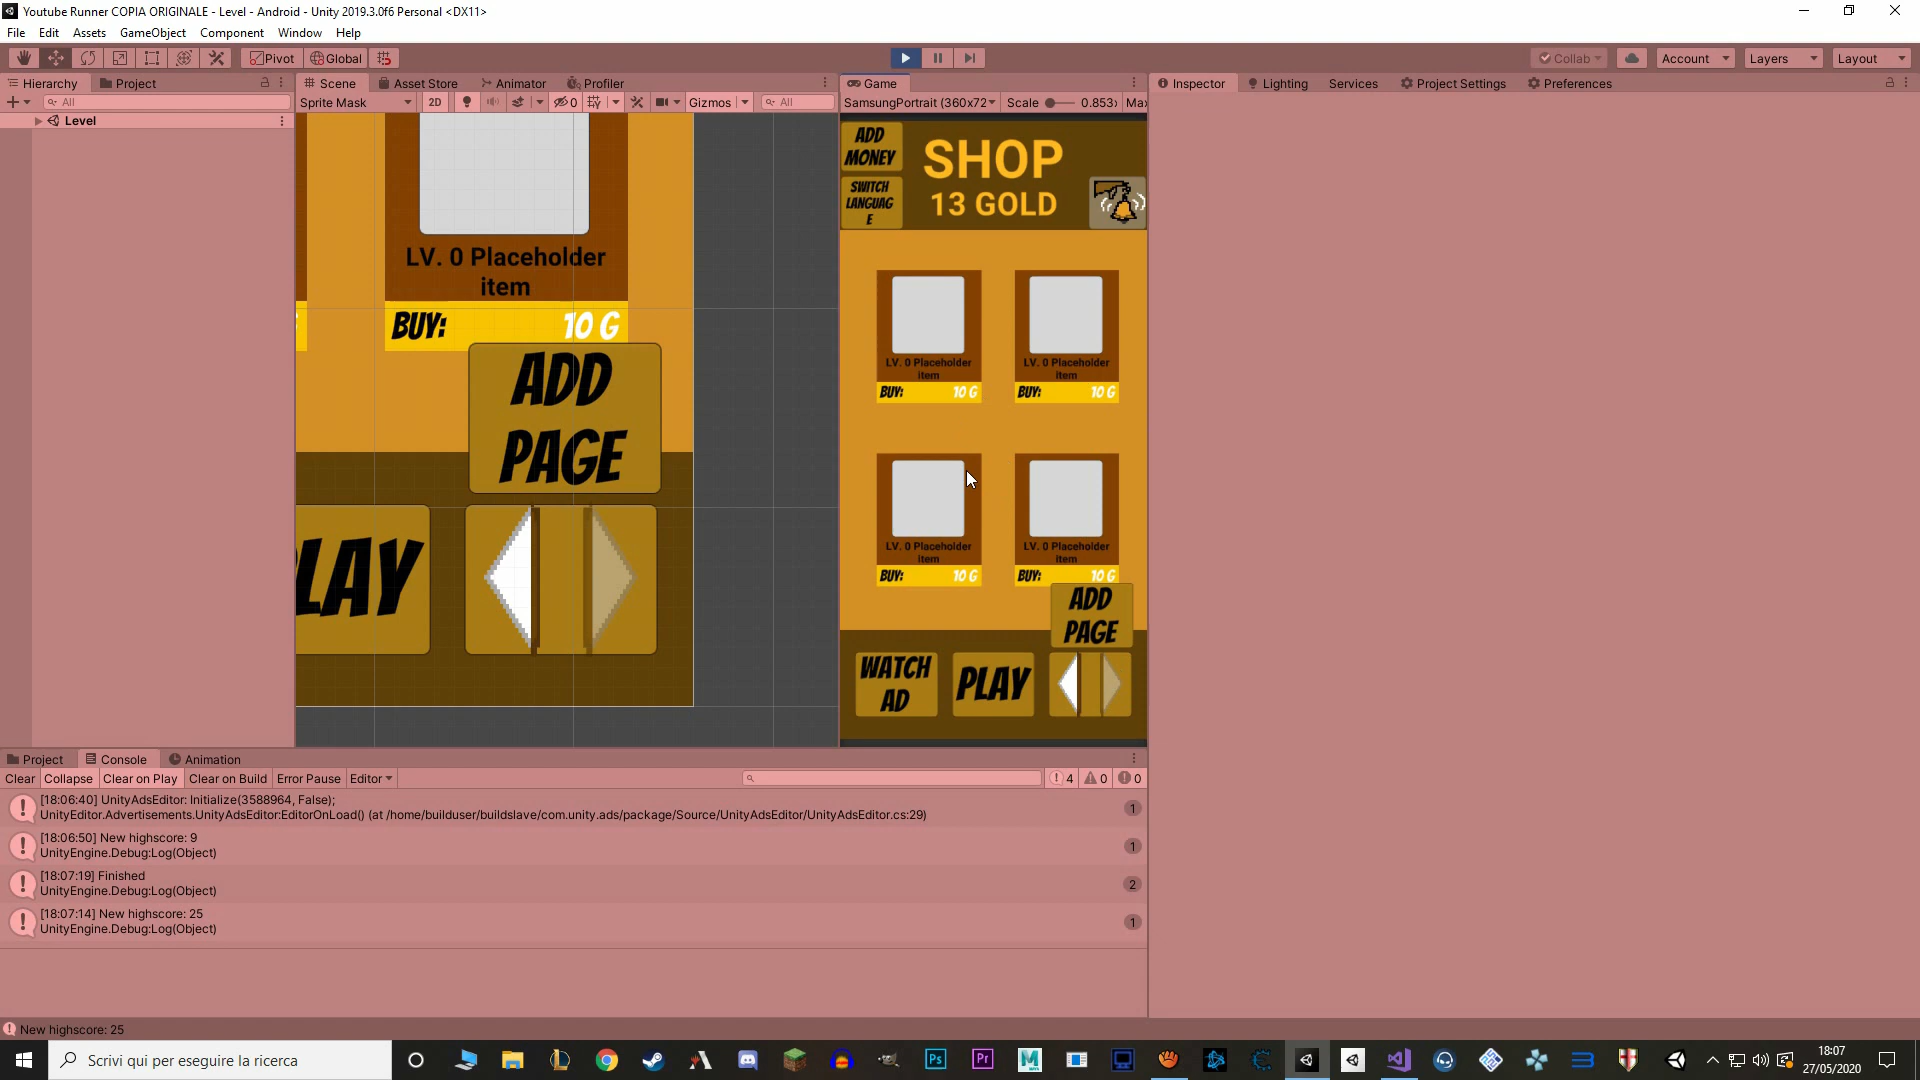 Youtube Runner COPIA ORIGINALE - Level - Android - Unity 2019.3.0f6 Personal <DX11>
File Edit Assets GameObject Component Window Help
Pivot Global Collab Account Layers Layout
Hierarchy Project Scene Asset Store Animator Profiler Game Inspector Lighting Services Project Settings Preferences
All Sprite Mask 2D 0 Gizmos All SamsungPortrait (360x72 Scale 0.853x Max
Level
LV. 0 Placeholder
item
BUY: 10 G
ADD
PAGE
LAY
ADD
MONEY
SWITCH
LANGUAG
E
SHOP
13 GOLD
LV. 0 Placeholder
item
BUY: 10 G
LV. 0 Placeholder
item
BUY: 10 G
LV. 0 Placeholder
item
BUY: 10 G
LV. 0 Placeholder
item
BUY: 10 G
ADD
PAGE
WATCH
AD
PLAY
Project Console Animation
Clear Collapse Clear on Play Clear on Build Error Pause Editor 4 0 0
[18:06:40] UnityAdsEditor: Initialize(3588964, False);
UnityEditor.Advertisements.UnityAdsEditor:EditorOnLoad() (at /home/builduser/buildslave/com.unity.ads/package/Source/UnityAdsEditor/UnityAdsEditor.cs:29)
1
[18:06:50] New highscore: 9
UnityEngine.Debug:Log(Object)
1
[18:07:19] Finished
UnityEngine.Debug:Log(Object)
2
[18:07:14] New highscore: 25
UnityEngine.Debug:Log(Object)
1
New highscore: 25
Scrivi qui per eseguire la ricerca
Ps Pr M
18:07
27/05/2020